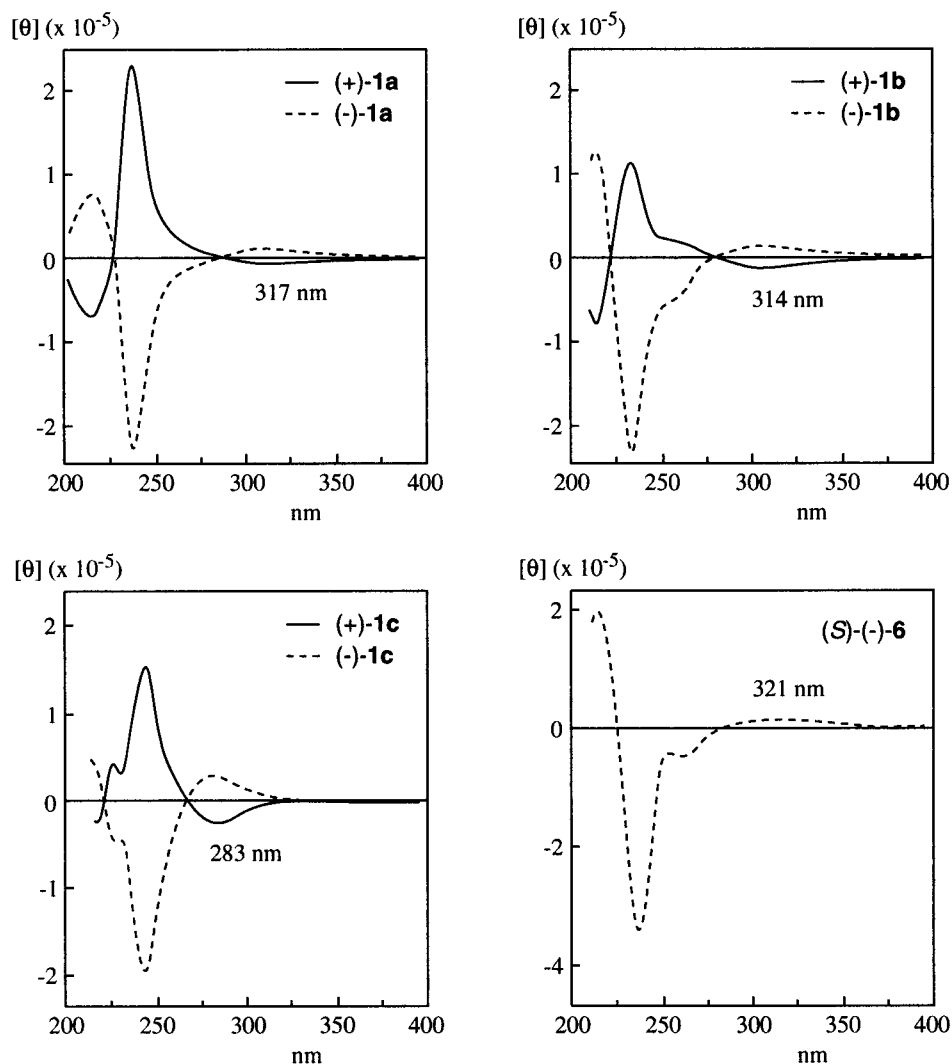 [θ] (x 10⁻⁵)
(+)-1a
(-)-1a
2
1
0
-1
-2
317 nm
200 250 300 350 400
nm
[θ] (x 10⁻⁵)
(+)-1b
(-)-1b
2
1
0
-1
-2
314 nm
200 250 300 350 400
nm
[θ] (x 10⁻⁵)
(+)-1c
(-)-1c
2
1
0
-1
-2
283 nm
200 250 300 350 400
nm
[θ] (x 10⁻⁵)
(S)-(-)-6
2
321 nm
0
-2
-4
200 250 300 350 400
nm